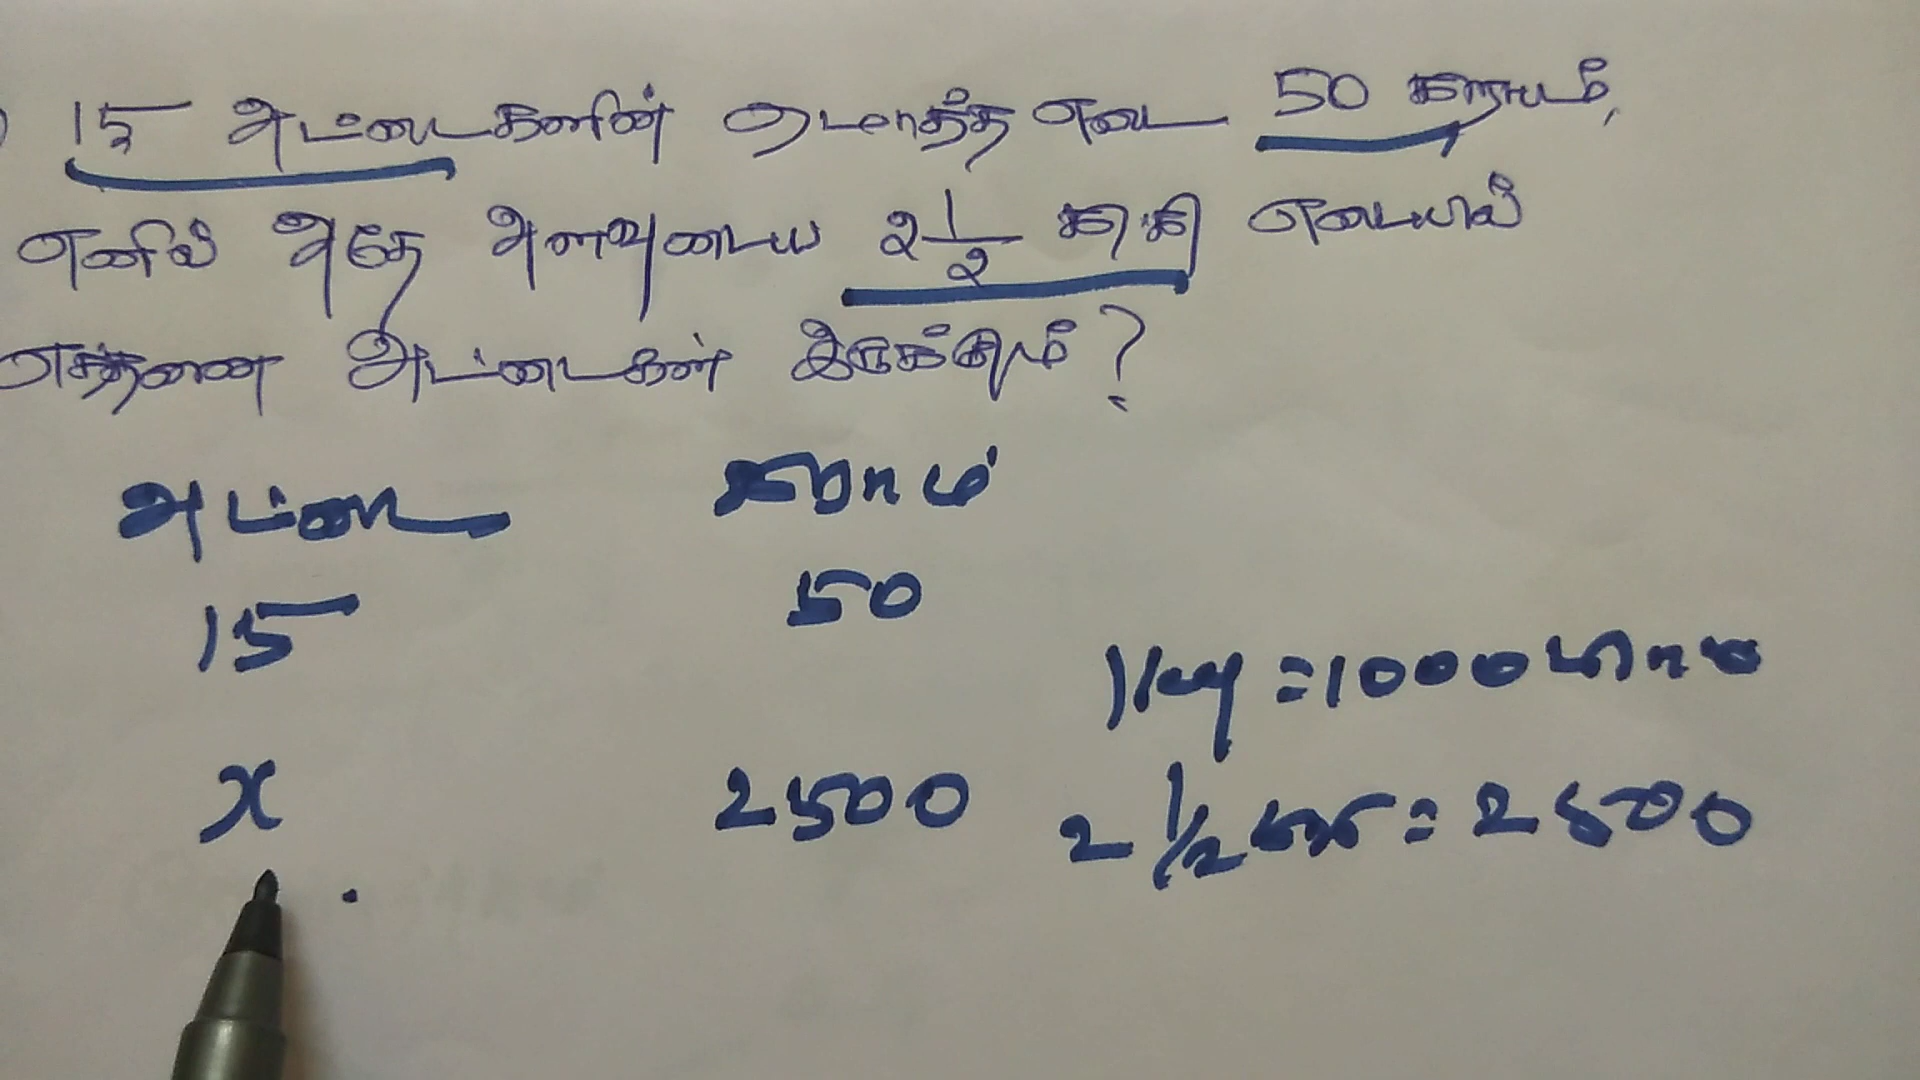 15 அட்டைகளின் மொத்த எடை 50 கிராம்,
எனில் அதே அளவுடைய 2 1/2 கி.கி எடையில்
எத்தனை அட்டைகள் இருக்கும்?
அட்டை கிராம்
15 50
1kg = 1000 கிராம்
x 2500 2 1/2 கி.கி = 2500